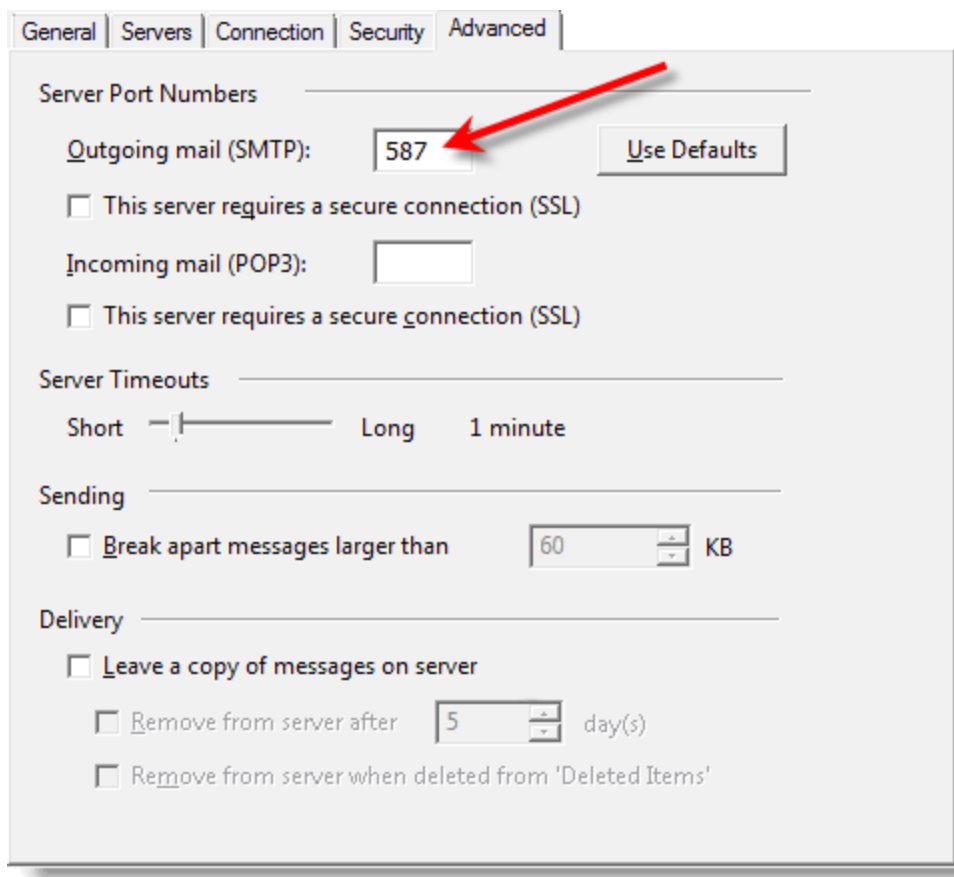 General Servers Connection Security Advanced
Server Port Numbers
Outgoing mail (SMTP): 587 Use Defaults
This server requires a secure connection (SSL)
Incoming mail (POP3):
This server requires a secure connection (SSL)
Server Timeouts
Short Long 1 minute
Sending
Break apart messages larger than 60 KB
Delivery
Leave a copy of messages on server
Remove from server after 5 day(s)
Remove from server when deleted from 'Deleted Items'